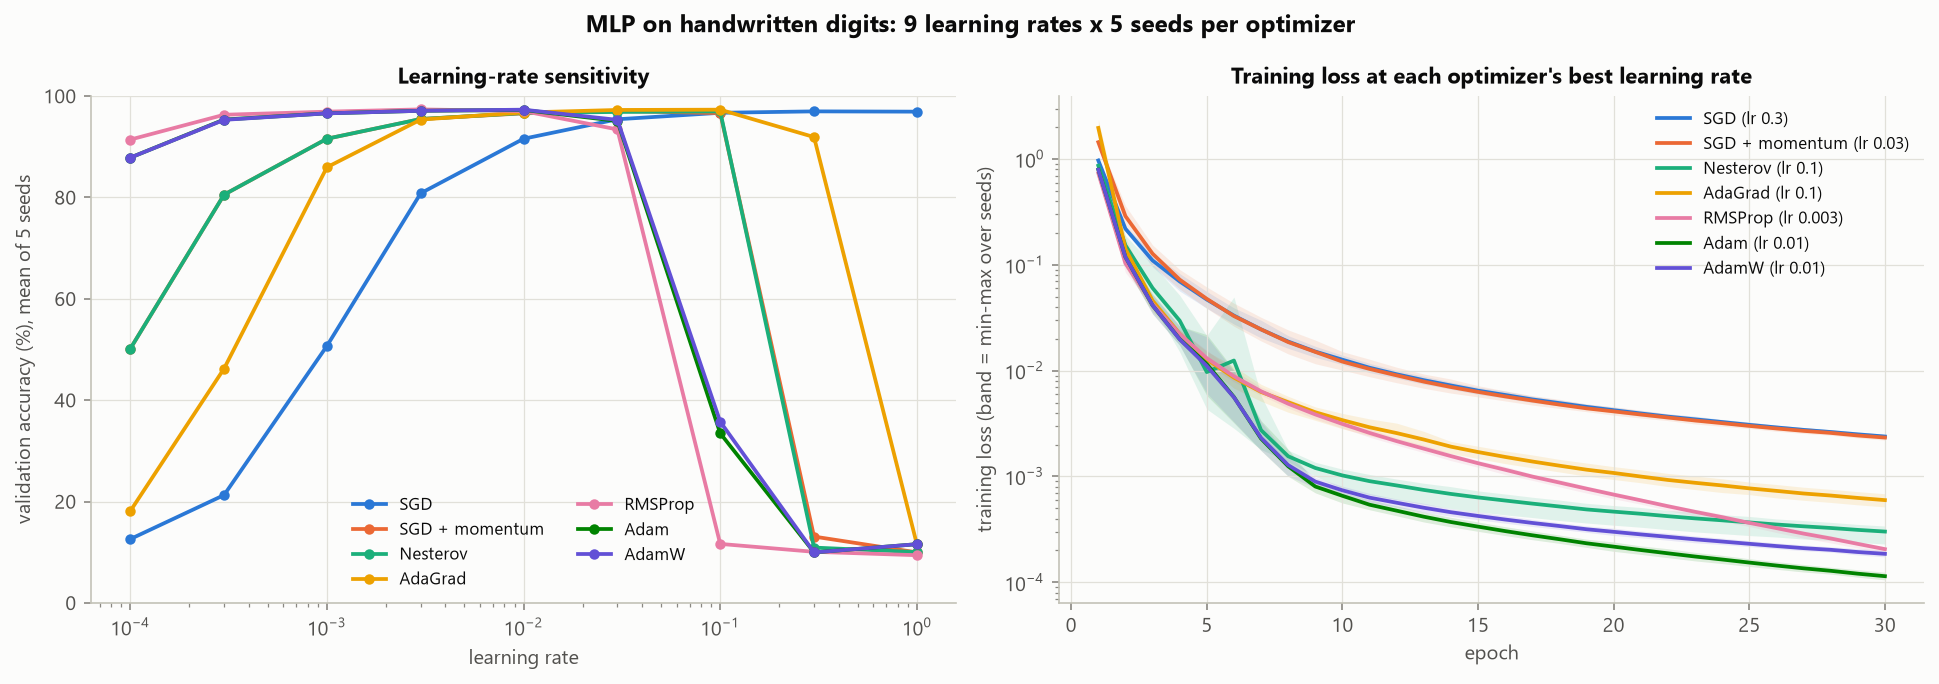 MLP on handwritten digits: 9 learning rates x 5 seeds per optimizer
Learning-rate sensitivity
validation accuracy (%), mean of 5 seeds
100
80
60
40
20
0
10⁻⁴
10⁻³
10⁻²
10⁻¹
10⁰
learning rate
SGD
SGD + momentum
Nesterov
AdaGrad
RMSProp
Adam
AdamW
Training loss at each optimizer's best learning rate
training loss (band = min-max over seeds)
10⁰
10⁻¹
10⁻²
10⁻³
10⁻⁴
0
5
10
15
20
25
30
epoch
SGD (lr 0.3)
SGD + momentum (lr 0.03)
Nesterov (lr 0.1)
AdaGrad (lr 0.1)
RMSProp (lr 0.003)
Adam (lr 0.01)
AdamW (lr 0.01)